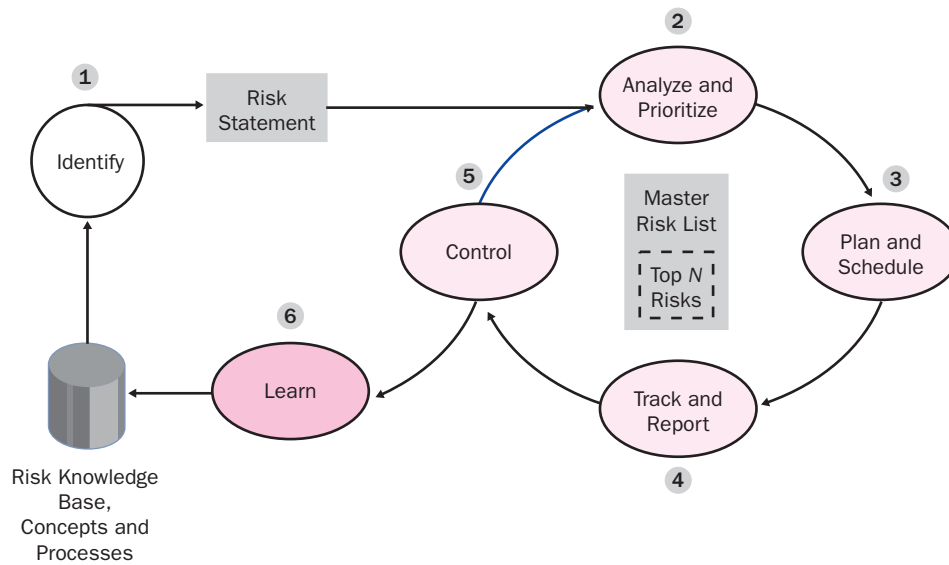 1
Identify
Risk
Statement
2
Analyze and
Prioritize
3
Plan and
Schedule
Master
Risk List
Top N
Risks
5
Control
4
Track and
Report
6
Learn
Risk Knowledge
Base,
Concepts and
Processes